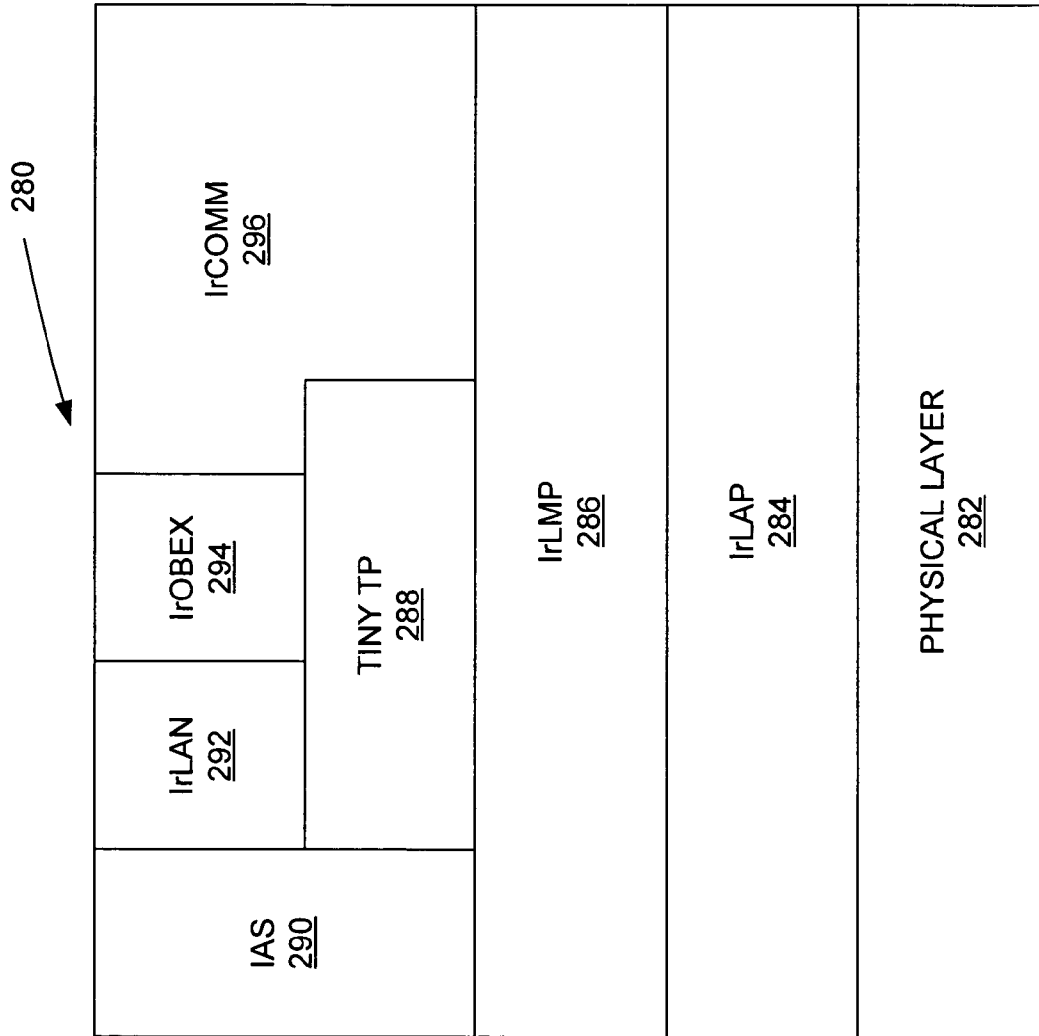 280
IAS
290
IrLAN
292
IrOBEX
294
IrCOMM
296
TINY TP
288
IrLMP
286
IrLAP
284
PHYSICAL LAYER
282